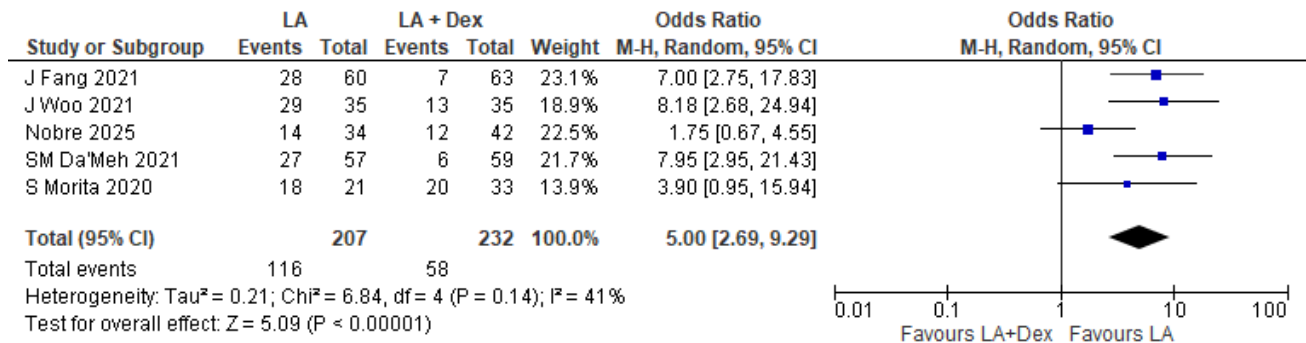 LA LA + Dex Odds Ratio Odds Ratio
Study or Subgroup Events Total Events Total Weight M-H, Random, 95% CI M-H, Random, 95% CI
J Fang 2021 28 60 7 63 23.1% 7.00 [2.75, 17.83]
J Woo 2021 29 35 13 35 18.9% 8.18 [2.68, 24.94]
Nobre 2025 14 34 12 42 22.5% 1.75 [0.67, 4.55]
SM Da'Meh 2021 27 57 6 59 21.7% 7.95 [2.95, 21.43]
S Morita 2020 18 21 20 33 13.9% 3.90 [0.95, 15.94]
Total (95% CI) 207 232 100.0% 5.00 [2.69, 9.29]
Total events 116 58
Heterogeneity: Tau² = 0.21; Chi² = 6.84, df = 4 (P = 0.14); I² = 41%
Test for overall effect: Z = 5.09 (P < 0.00001)
0.01 0.1 1 10 100
Favours LA+Dex Favours LA